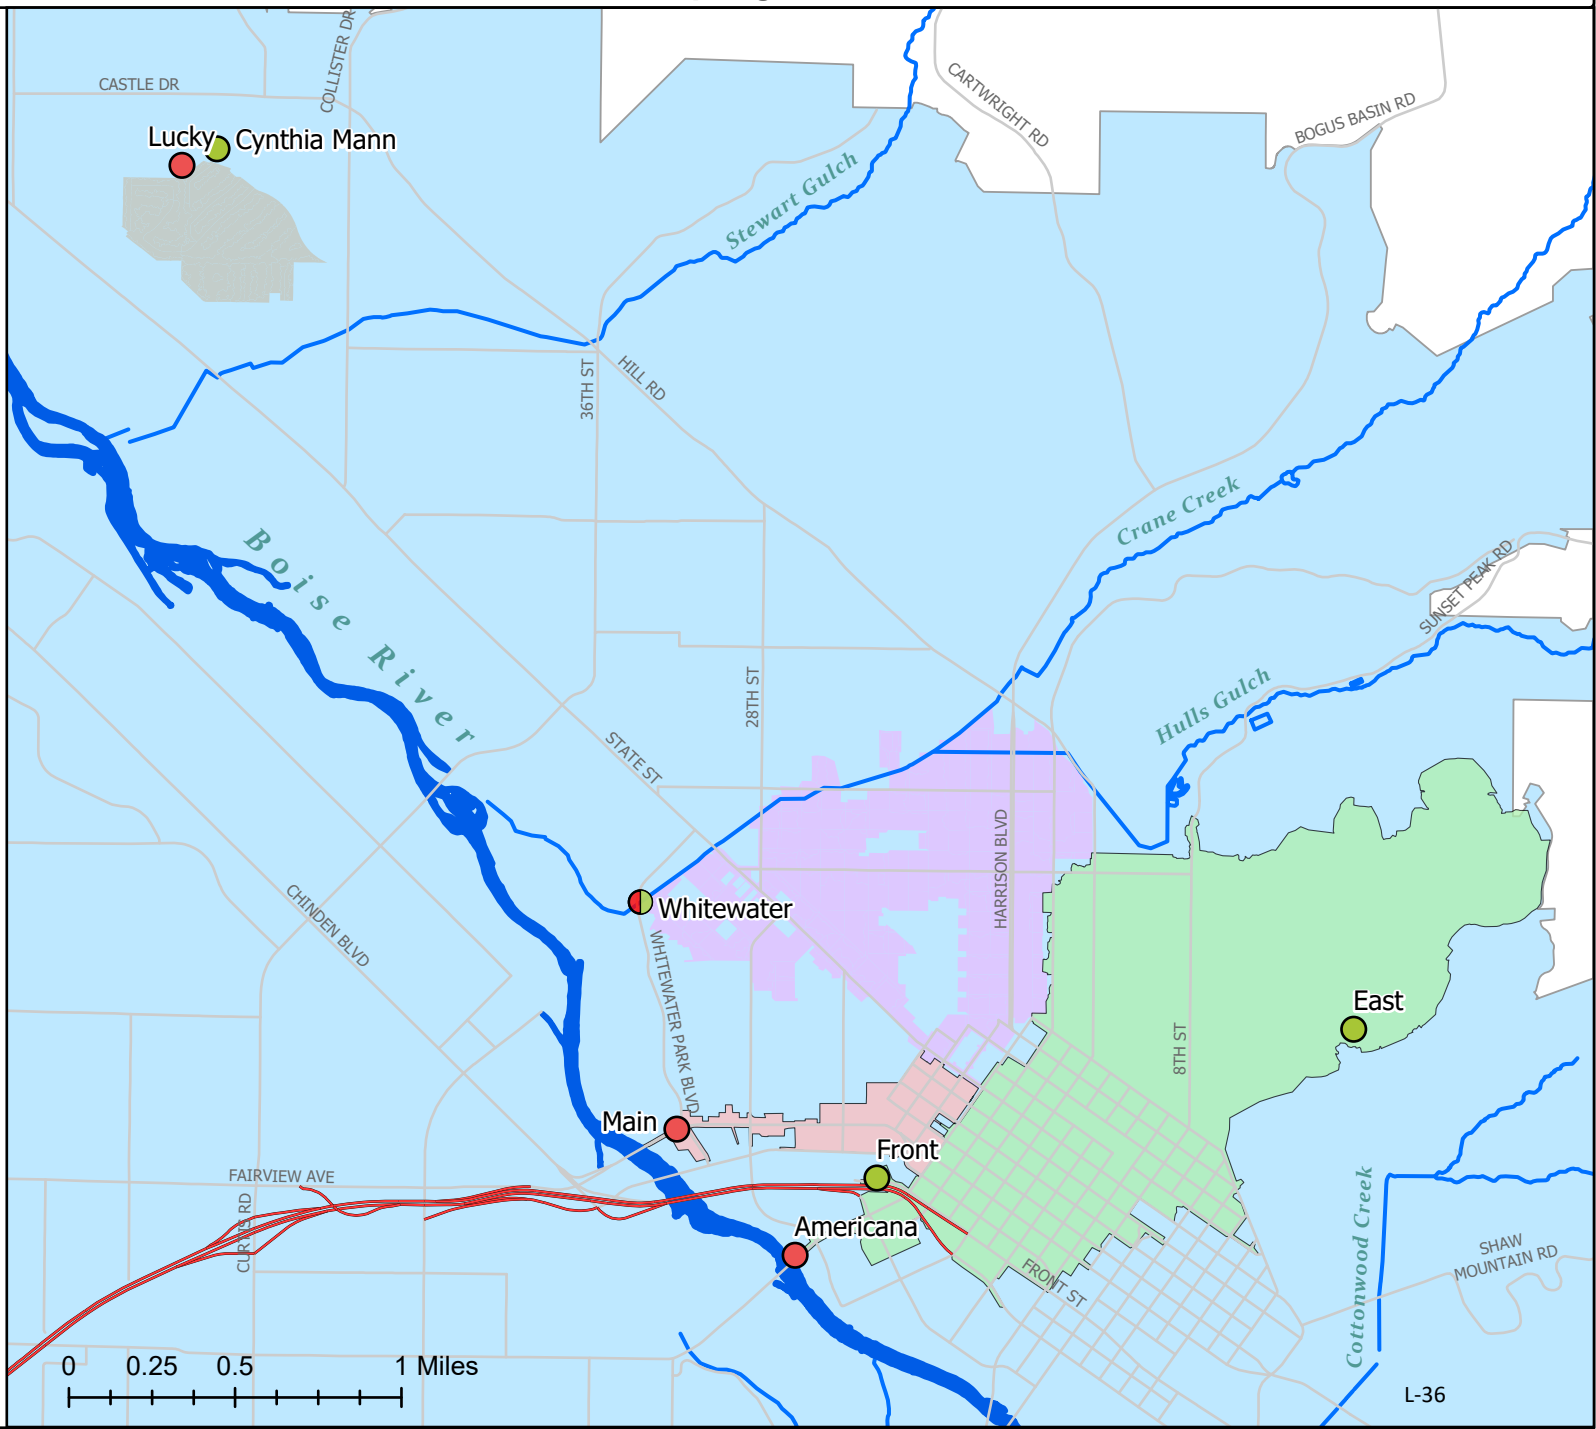 CASTLE DR
COLLISTER DR
CARTWRIGHT RD
BOGUS BASIN RD
Lucky
Cynthia Mann
Stewart Gulch
36TH ST
HILL RD
Crane Creek
Boise River
SUNSET PEAK RD
28TH ST
Hulls Gulch
STATE ST
HARRISON BLVD
CHINDEN BLVD
Whitewater
WHITEWATER PARK BLVD
East
8TH ST
Main
Front
FAIRVIEW AVE
CURTIS RD
Americana
FRONT ST
Cottonwood Creek
SHAW
MOUNTAIN RD
0 0.25 0.5 1 Miles
L-36